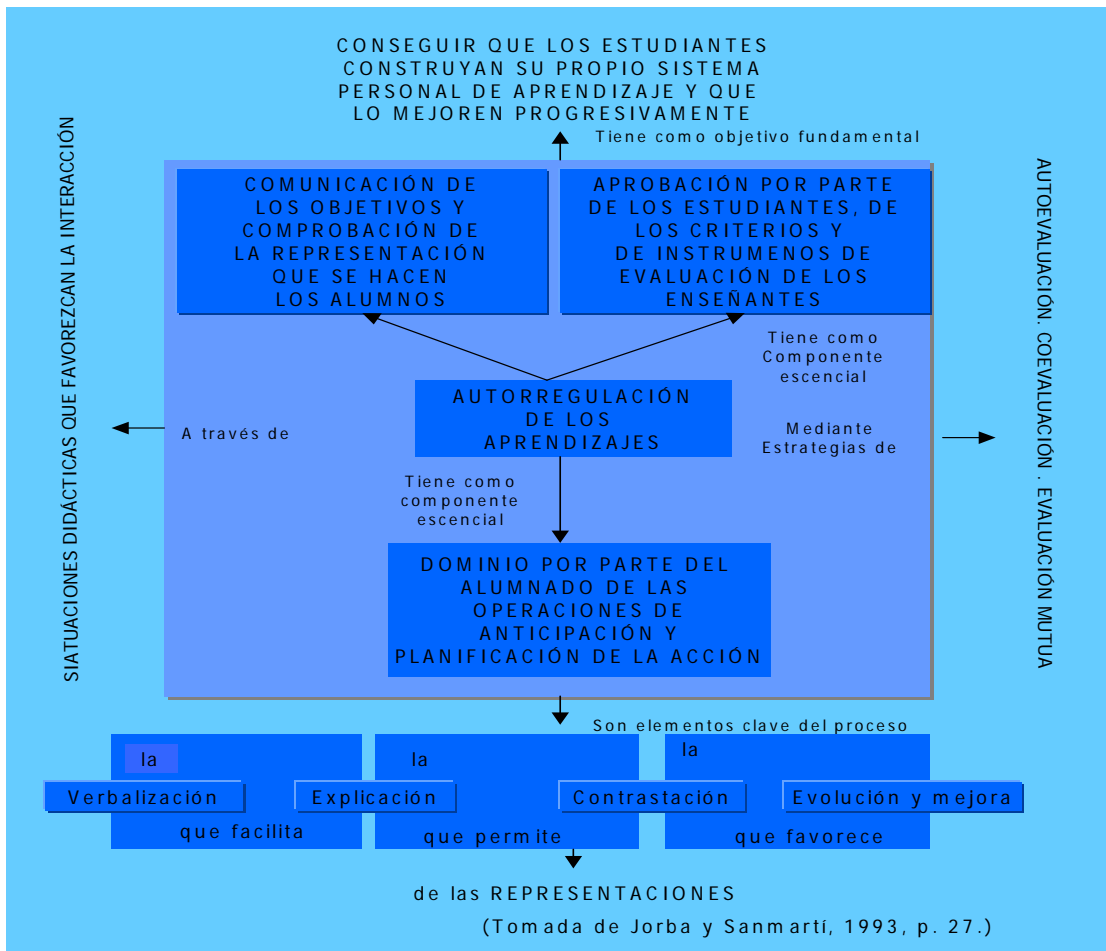 CONSEGUIR QUE LOS ESTUDIANTES
CONSTRUYAN SU PROPIO SISTEMA
PERSONAL DE APRENDIZAJE Y QUE
LO MEJOREN PROGRESIVAMENTE
Tiene como objetivo fundamental
SIATUACIONES DIDÁCTICAS QUE FAVOREZCAN LA INTERACCIÓN
COMUNICACIÓN DE
LOS OBJETIVOS Y
COMPROBACIÓN DE
LA REPRESENTACIÓN
QUE SE HACEN
LOS ALUMNOS
APROBACIÓN POR PARTE
DE LOS ESTUDIANTES, DE
LOS CRITERIOS Y
DE INSTRUMENOS DE
EVALUACIÓN DE LOS
ENSEÑANTES
AUTOEVALUACIÓN. COEVALUACIÓN . EVALUACIÓN MUTUA
Tiene como
Componente
escencial
AUTORREGULACIÓN
DE LOS
APRENDIZAJES
A través de
Mediante
Estrategias de
Tiene como
componente
escencial
DOMINIO POR PARTE DEL
ALUMNADO DE LAS
OPERACIONES DE
ANTICIPACIÓN Y
PLANIFICACIÓN DE LA ACCIÓN
Son elementos clave del proceso
la
Verbalización
que facilita
la
Explicación
que permite
la
Contrastación
que favorece
Evolución y mejora
de las REPRESENTACIONES
(Tomada de Jorba y Sanmartí, 1993, p. 27.)